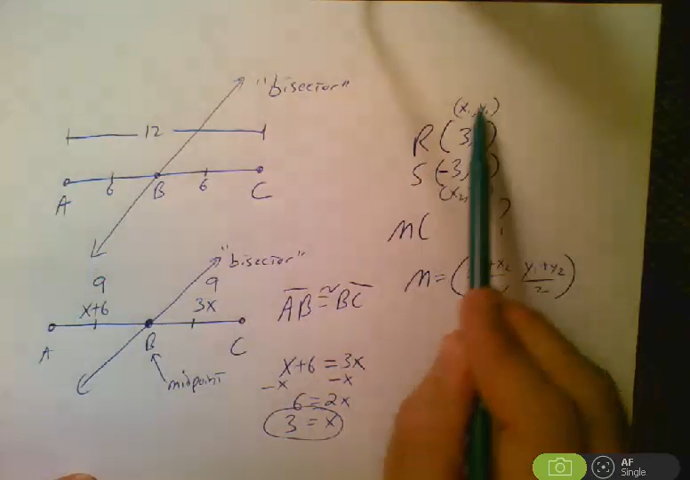 "bisector"
12
6 6
A B C
"bisector"
9 9
x+6 3x
A B C
midpoint
AB ≅ BC
x+6 = 3x
-x -x
6 = 2x
3 = x
R (3,
S (-3,
M( ?
M = ( +x2 y1+y2
2
AF
Single